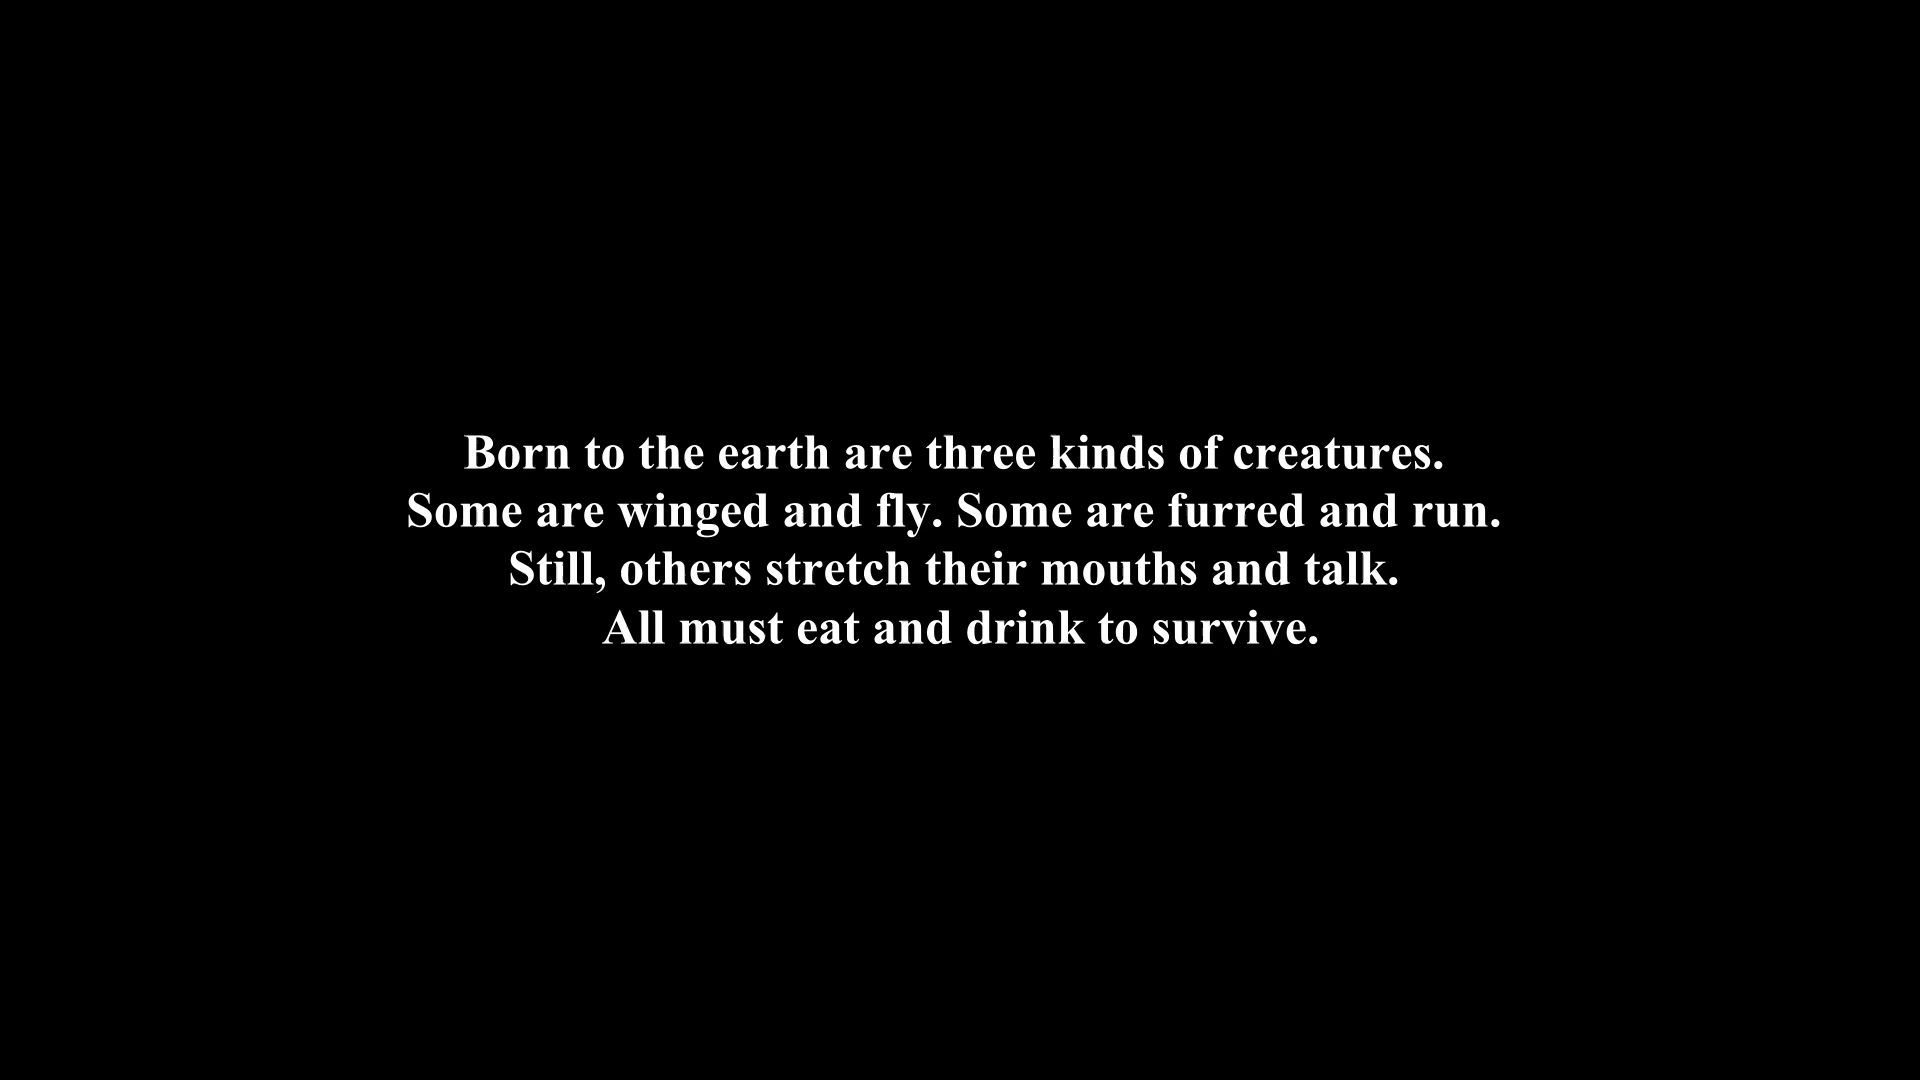 Born to the earth are three kinds of creatures.
Some are winged and fly. Some are furred and run.
Still, others stretch their mouths and talk.
All must eat and drink to survive.